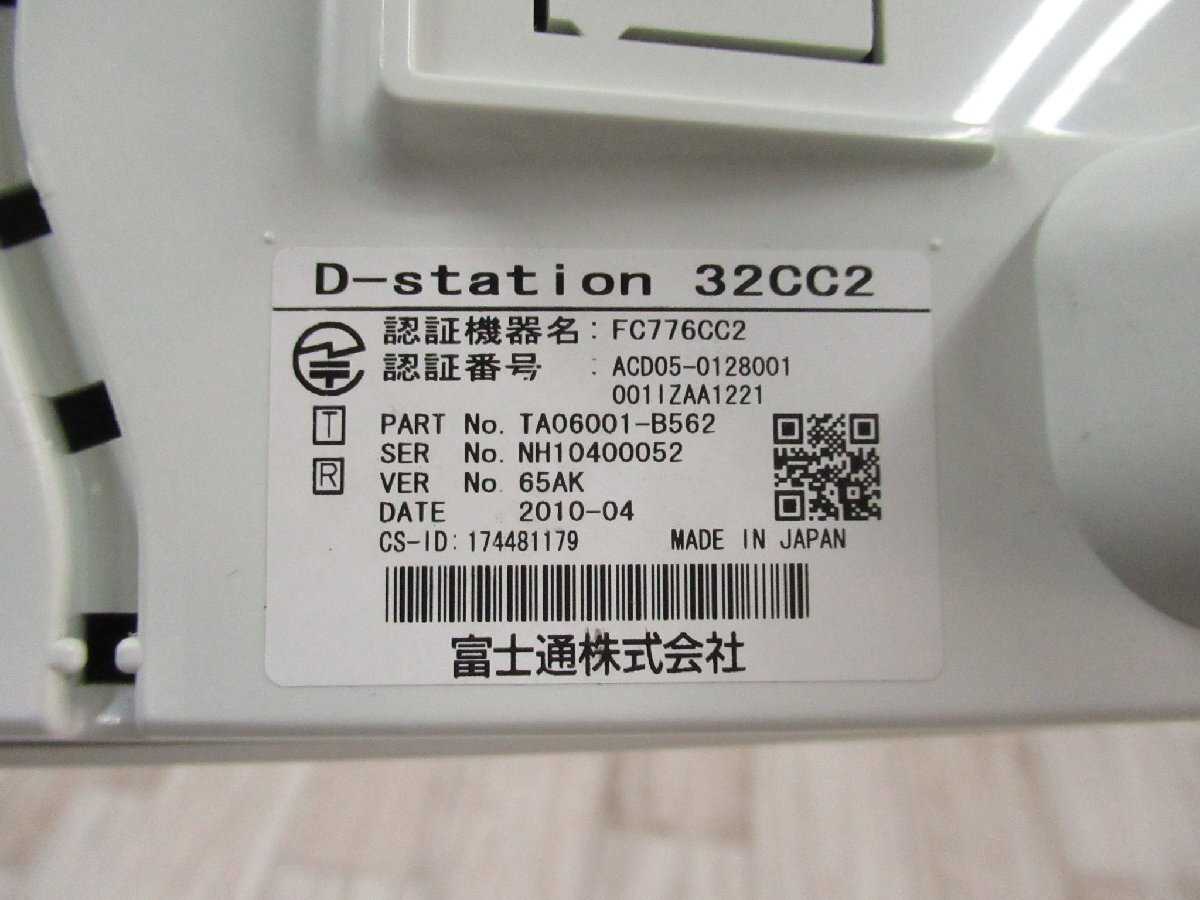 D-station 32CC2
認証機器名: FC776CC2
認証番号 : ACD05-0128001
001IZAA1221
T PART No. TA06001-B562
SER No. NH10400052
R VER No. 65AK
DATE 2010-04
CS-ID: 174481179 MADE IN JAPAN
富士通株式会社